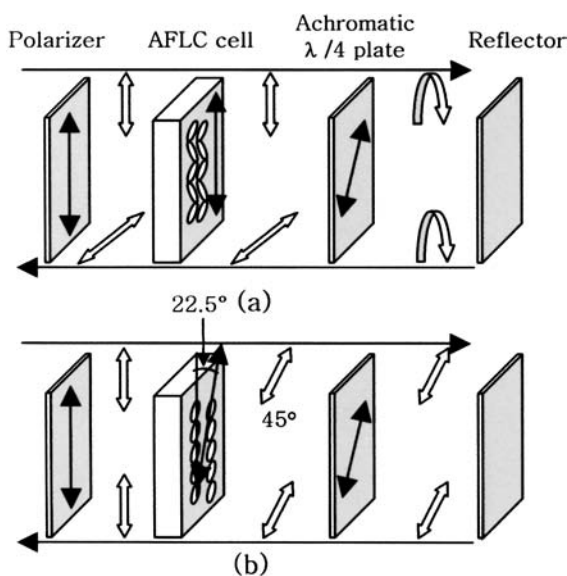 Polarizer AFLC cell Achromatic λ/4 plate Reflector
22.5° (a)
45°
(b)